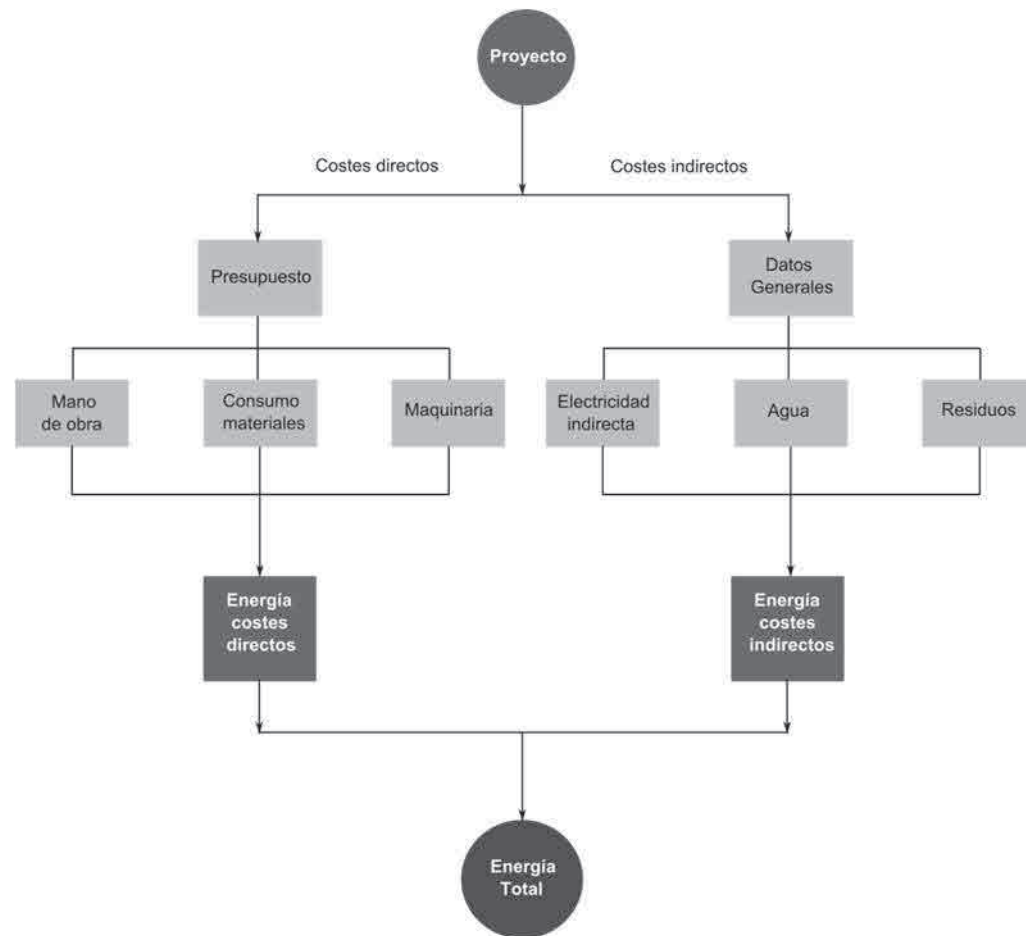 Proyecto
Costes directos
Costes indirectos
Presupuesto
Datos
Generales
Mano
de obra
Consumo
materiales
Maquinaria
Electricidad
indirecta
Agua
Residuos
Energía
costes
directos
Energía
costes
indirectos
Energía
Total